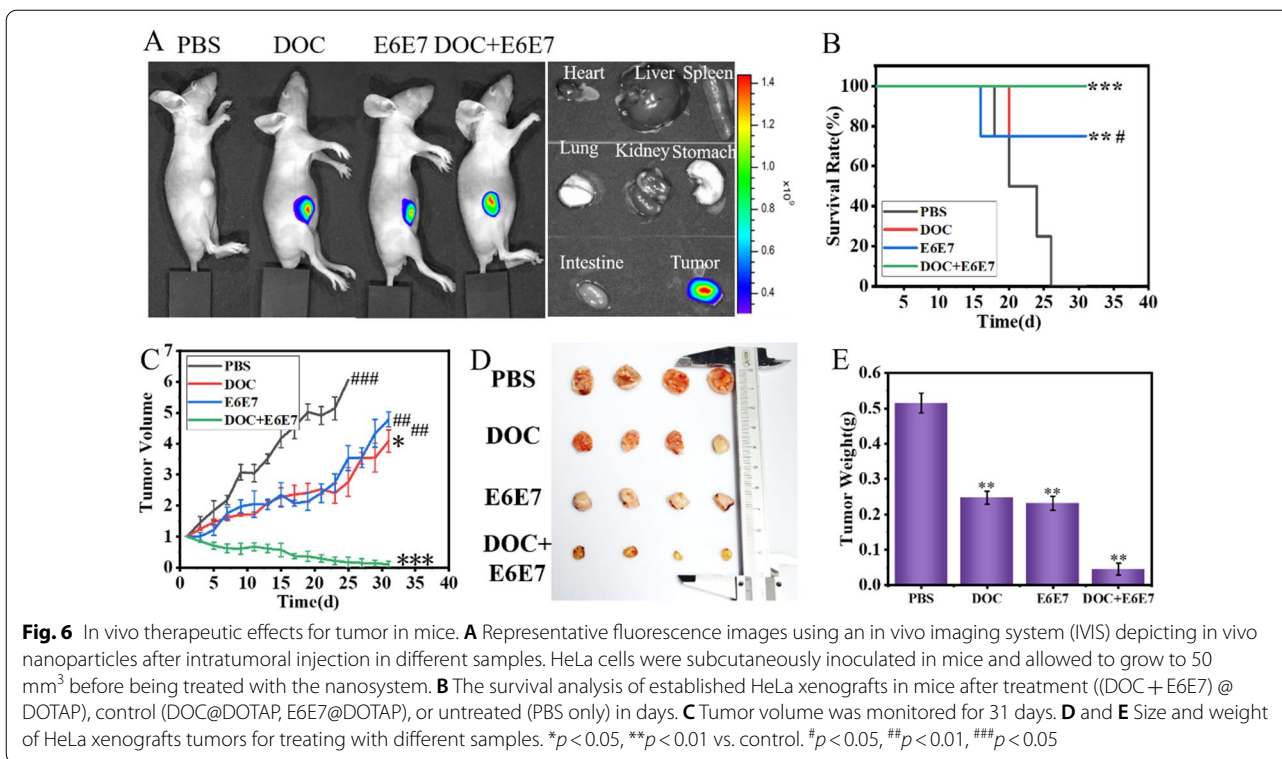 A
PBS DOC E6E7 DOC+E6E7
Heart Liver Spleen
Lung Kidney Stomach
Intestine Tumor
1.4
1.2
1.0
0.8
0.6
0.4
×10⁹
B
Survival Rate(%)
100
80
60
40
20
0
***
**#
PBS
DOC
E6E7
DOC+E6E7
5 10 15 20 25 30 35 40
Time(d)
C
Tumor Volume
7
6
5
4
3
2
1
0
PBS
DOC
E6E7
DOC+E6E7
###
##
##
*
***
0 5 10 15 20 25 30 35 40
Time(d)
D
PBS
DOC
E6E7
DOC+
E6E7
E
Tumor Weight(g)
0.6
0.5
0.4
0.3
0.2
0.1
0.0
**
**
**
PBS DOC E6E7 DOC+E6E7
Fig. 6 In vivo therapeutic effects for tumor in mice. A Representative fluorescence images using an in vivo imaging system (IVIS) depicting in vivo
nanoparticles after intratumoral injection in different samples. HeLa cells were subcutaneously inoculated in mice and allowed to grow to 50
mm³ before being treated with the nanosystem. B The survival analysis of established HeLa xenografts in mice after treatment ((DOC + E6E7) @
DOTAP), control (DOC@DOTAP, E6E7@DOTAP), or untreated (PBS only) in days. C Tumor volume was monitored for 31 days. D and E Size and weight
of HeLa xenografts tumors for treating with different samples. *p < 0.05, **p < 0.01 vs. control. #p < 0.05, ##p < 0.01, ###p < 0.05